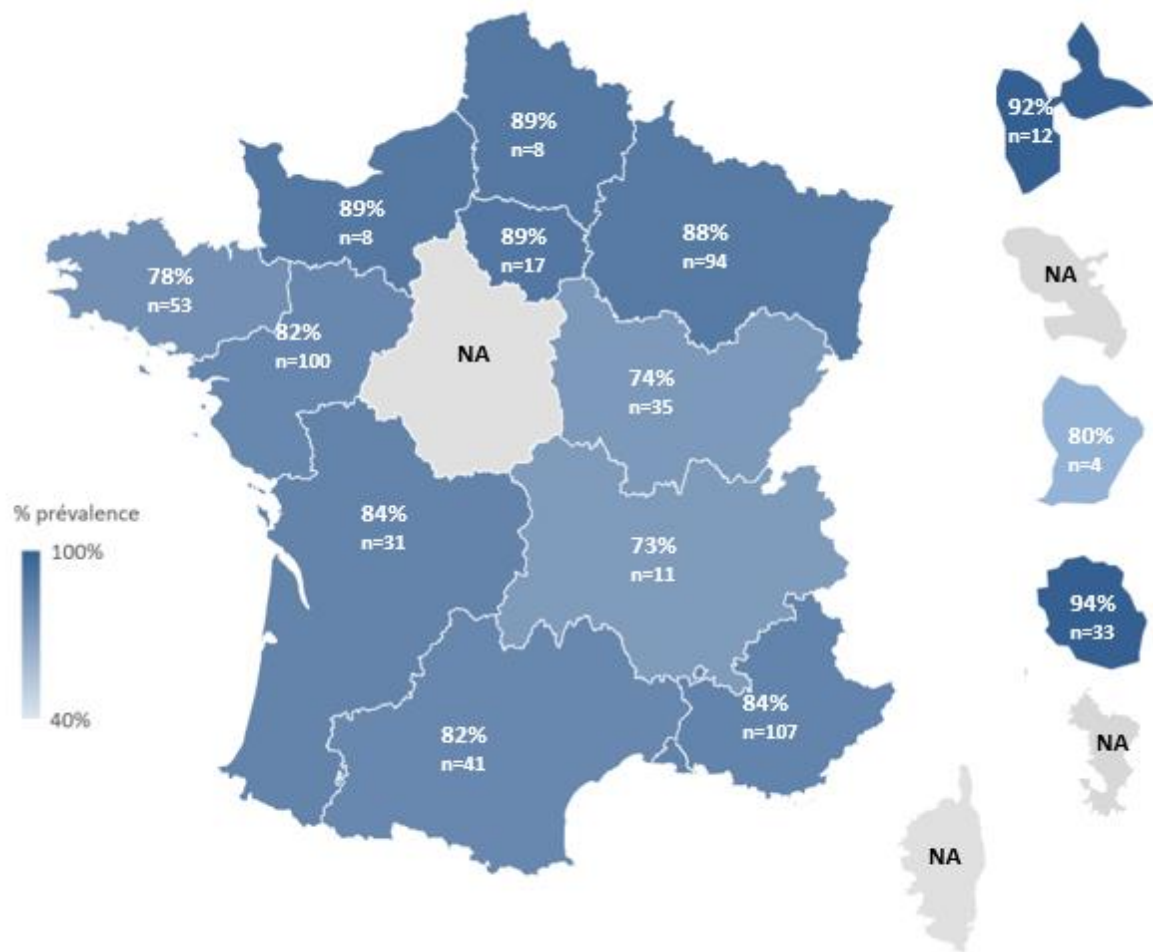 89%
n=8
92%
n=12
89%
n=8
89%
n=17
88%
n=94
78%
n=53
NA
82%
n=100
NA
74%
n=35
80%
n=4
84%
n=31
% prévalence
100%
73%
n=11
94%
n=33
40%
84%
n=107
82%
n=41
NA
NA